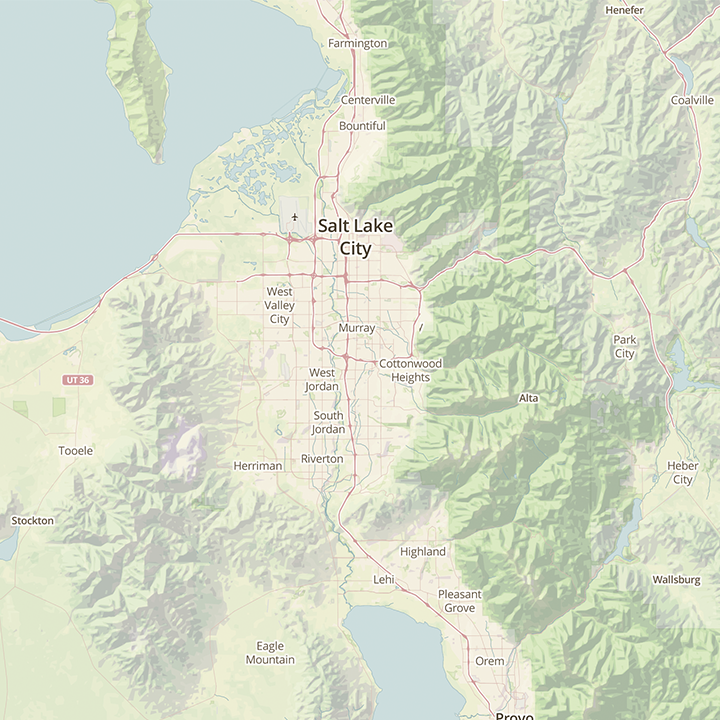 Henefer
Farmington
Coalville
Centerville
Bountiful
Salt Lake
City
West
Valley
City
Murray
Park
City
Cottonwood
Heights
West
Jordan
UT 36
Alta
South
Jordan
Tooele
Riverton
Herriman
Heber
City
Stockton
Highland
Lehi
Wallsburg
Pleasant
Grove
Eagle
Mountain
Orem
Provo